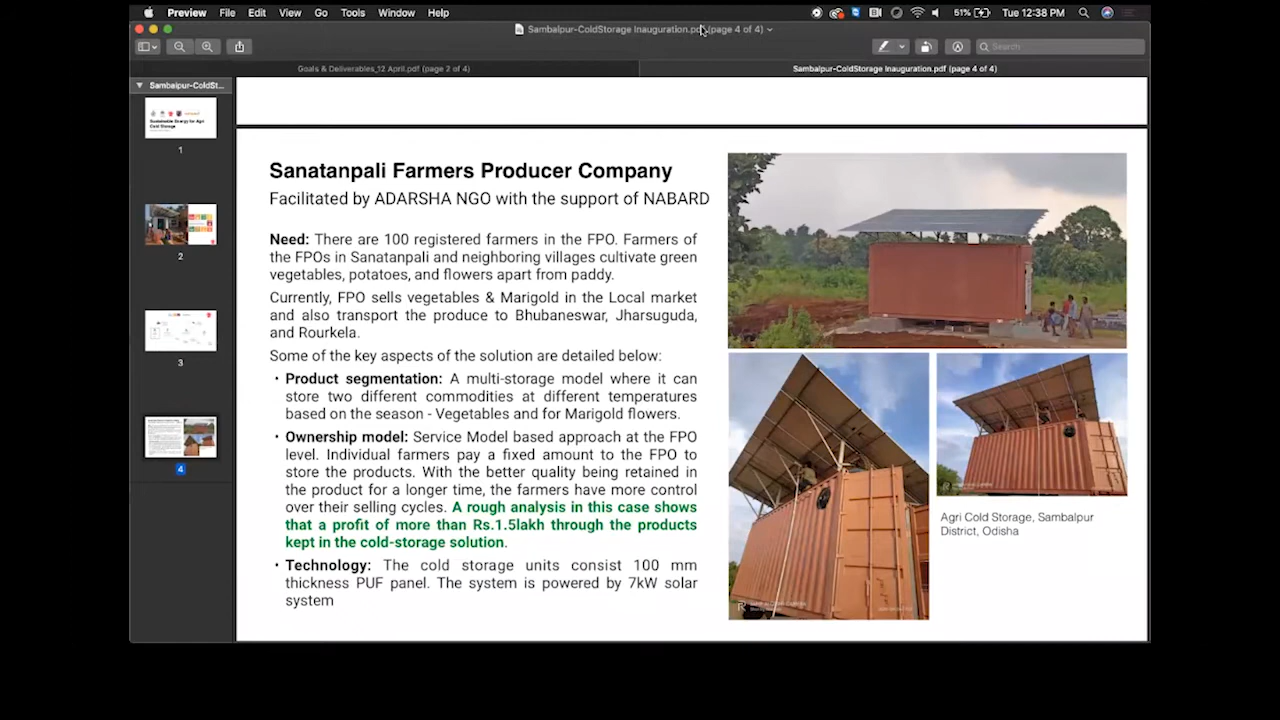 Preview File Edit View Go Tools Window Help 51% Tue 12:38 PM
Sambalpur-ColdStorage Inauguration.pdf (page 4 of 4)
Search
Goals & Deliverables_12 April.pdf (page 2 of 4) Sambalpur-ColdStorage Inauguration.pdf (page 4 of 4)
Sambalpur-ColdSt...
Sustainable Energy for Agri
Cold Storage
1
2
3
4
Sanatanpali Farmers Producer Company
Facilitated by ADARSHA NGO with the support of NABARD
Need: There are 100 registered farmers in the FPO. Farmers of
the FPOs in Sanatanpali and neighboring villages cultivate green
vegetables, potatoes, and flowers apart from paddy.
Currently, FPO sells vegetables & Marigold in the Local market
and also transport the produce to Bhubaneswar, Jharsuguda,
and Rourkela.
Some of the key aspects of the solution are detailed below:
• Product segmentation: A multi-storage model where it can
store two different commodities at different temperatures
based on the season - Vegetables and for Marigold flowers.
• Ownership model: Service Model based approach at the FPO
level. Individual farmers pay a fixed amount to the FPO to
store the products. With the better quality being retained in
the product for a longer time, the farmers have more control
over their selling cycles. A rough analysis in this case shows
that a profit of more than Rs.1.5lakh through the products
kept in the cold-storage solution.
• Technology: The cold storage units consist 100 mm
thickness PUF panel. The system is powered by 7kW solar
system
Agri Cold Storage, Sambalpur
District, Odisha